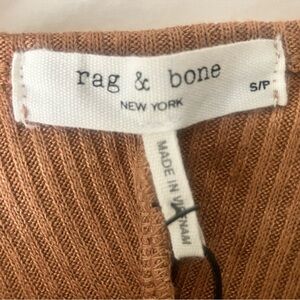 rag & bone
NEW YORK
S/P
MADE IN VIETNAM